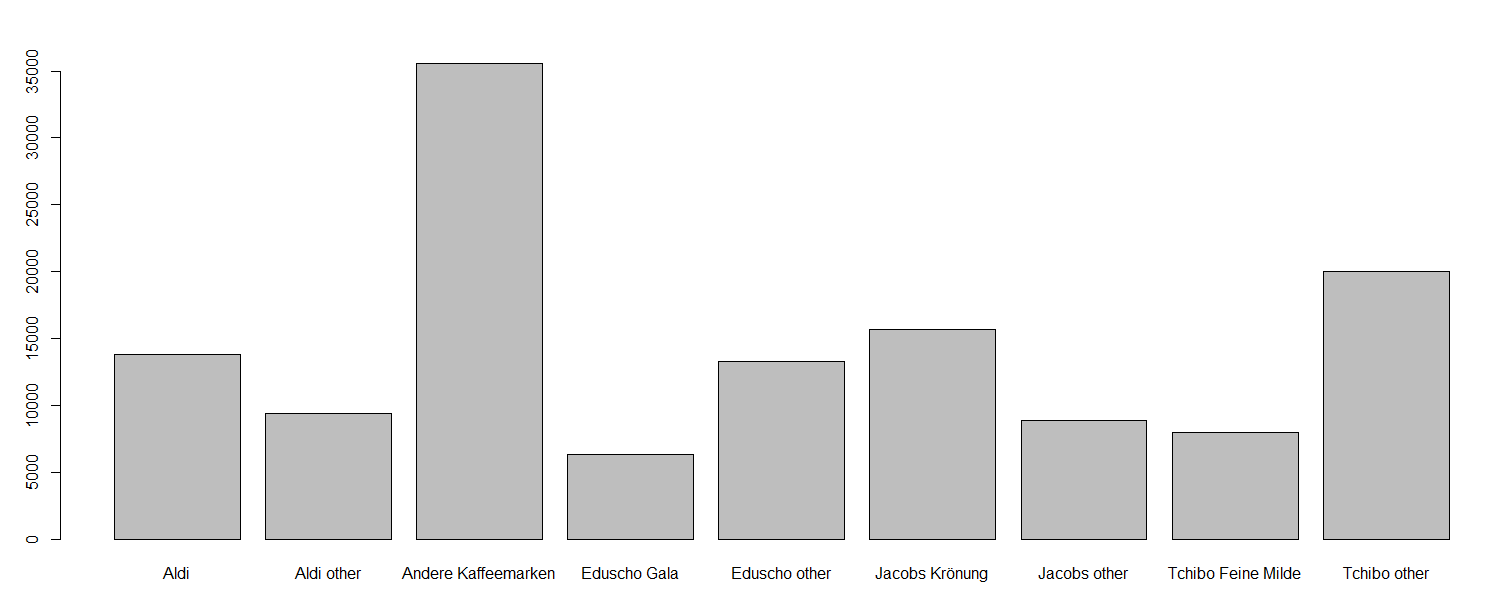 35000
30000
25000
20000
15000
10000
5000
0
Aldi
Aldi other
Andere Kaffeemarken
Eduscho Gala
Eduscho other
Jacobs Krönung
Jacobs other
Tchibo Feine Milde
Tchibo other